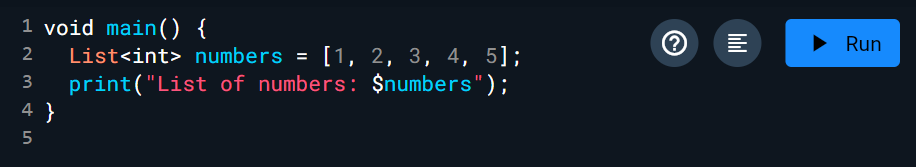 1 void main() {
2   List<int> numbers = [1, 2, 3, 4, 5];
3   print("List of numbers: $numbers");
4 }
5
Run